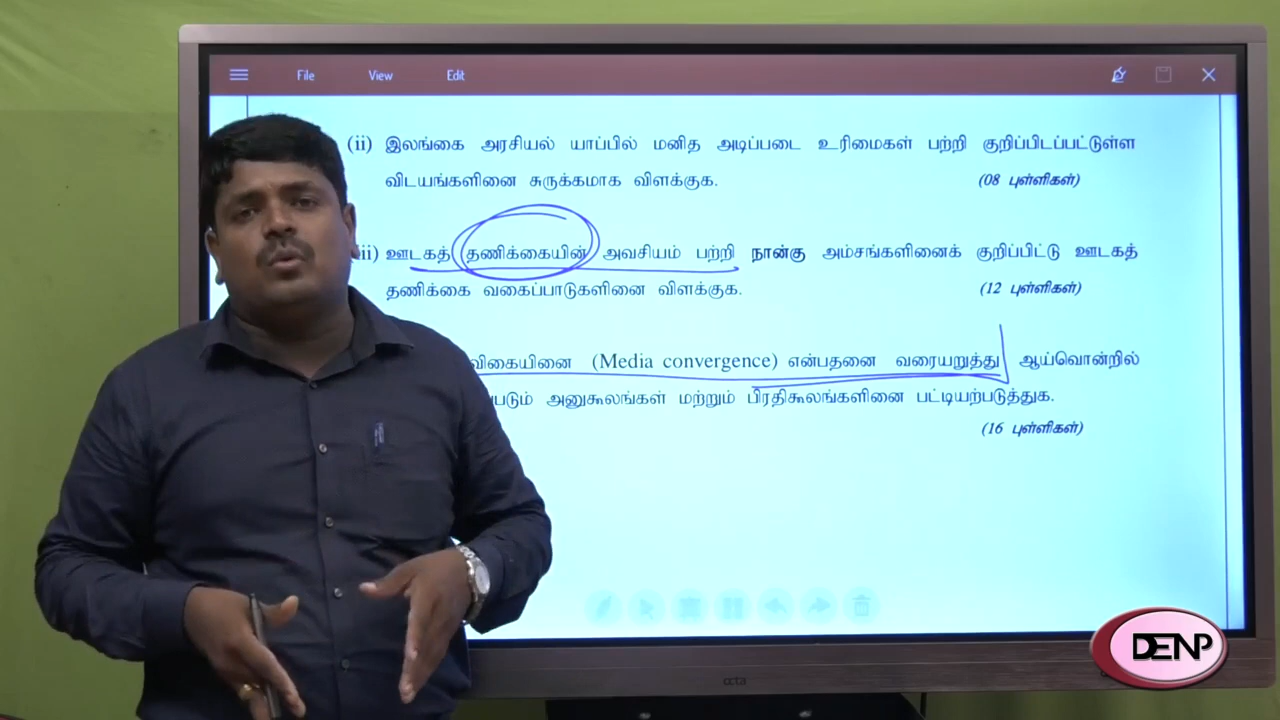 File View Edit
(ii) இலங்கை அரசியல் யாப்பில் மனித அடிப்படை உரிமைகள் பற்றி குறிப்பிடப்பட்டுள்ள
விடயங்களினை சுருக்கமாக விளக்குக. (08 புள்ளிகள்)
ii) ஊடகத் தணிக்கையின் அவசியம் பற்றி நான்கு அம்சங்களினைக் குறிப்பிட்டு ஊடகத்
தணிக்கை வகைப்பாடுகளினை விளக்குக. (12 புள்ளிகள்)
(Media convergence) என்பதனை வரையறுத்து ஆய்வொன்றில்
அனுகூலங்கள் மற்றும் பிரதிகூலங்களினை பட்டியற்படுத்துக.
(16 புள்ளிகள்)
DENP